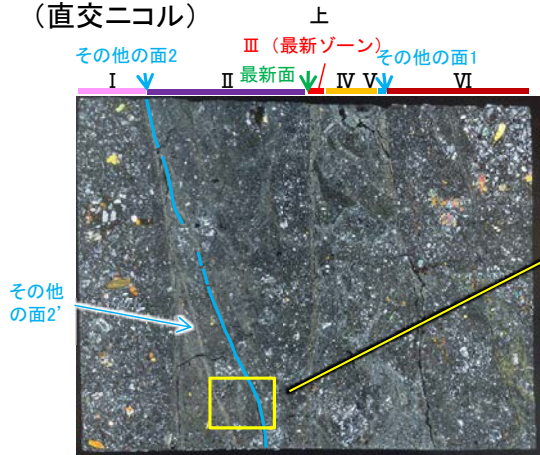 （直交ニコル）
上
Ⅲ（最新ゾーン）
その他の面2
最新面
その他の面1
Ⅰ
Ⅱ
Ⅳ
Ⅴ
Ⅵ
その他
の面2'